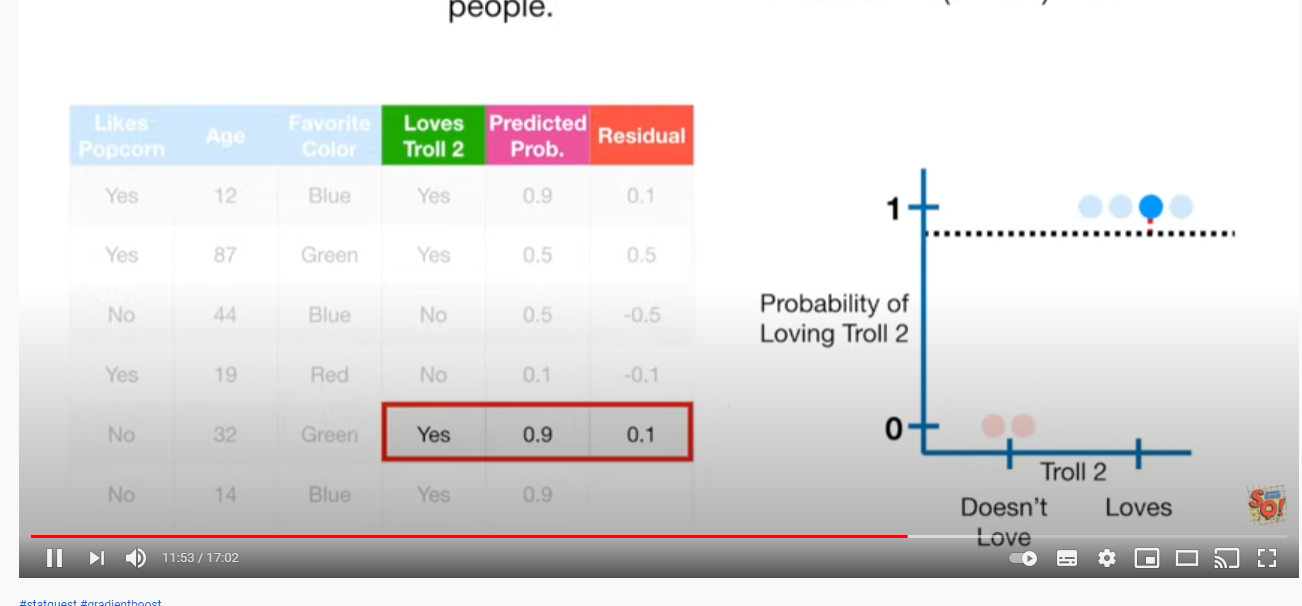 people.
Likes Popcorn Age Favorite Color Loves Troll 2 Predicted Prob. Residual
Yes 12 Blue Yes 0.9 0.1
Yes 87 Green Yes 0.5 0.5
No 44 Blue No 0.5 -0.5
Yes 19 Red No 0.1 -0.1
No 32 Green Yes 0.9 0.1
No 14 Blue Yes 0.9
1
Probability of
Loving Troll 2
0
Troll 2
Doesn't Loves
Love
SQ!
11:53 / 17:02
#statquest #gradientboost